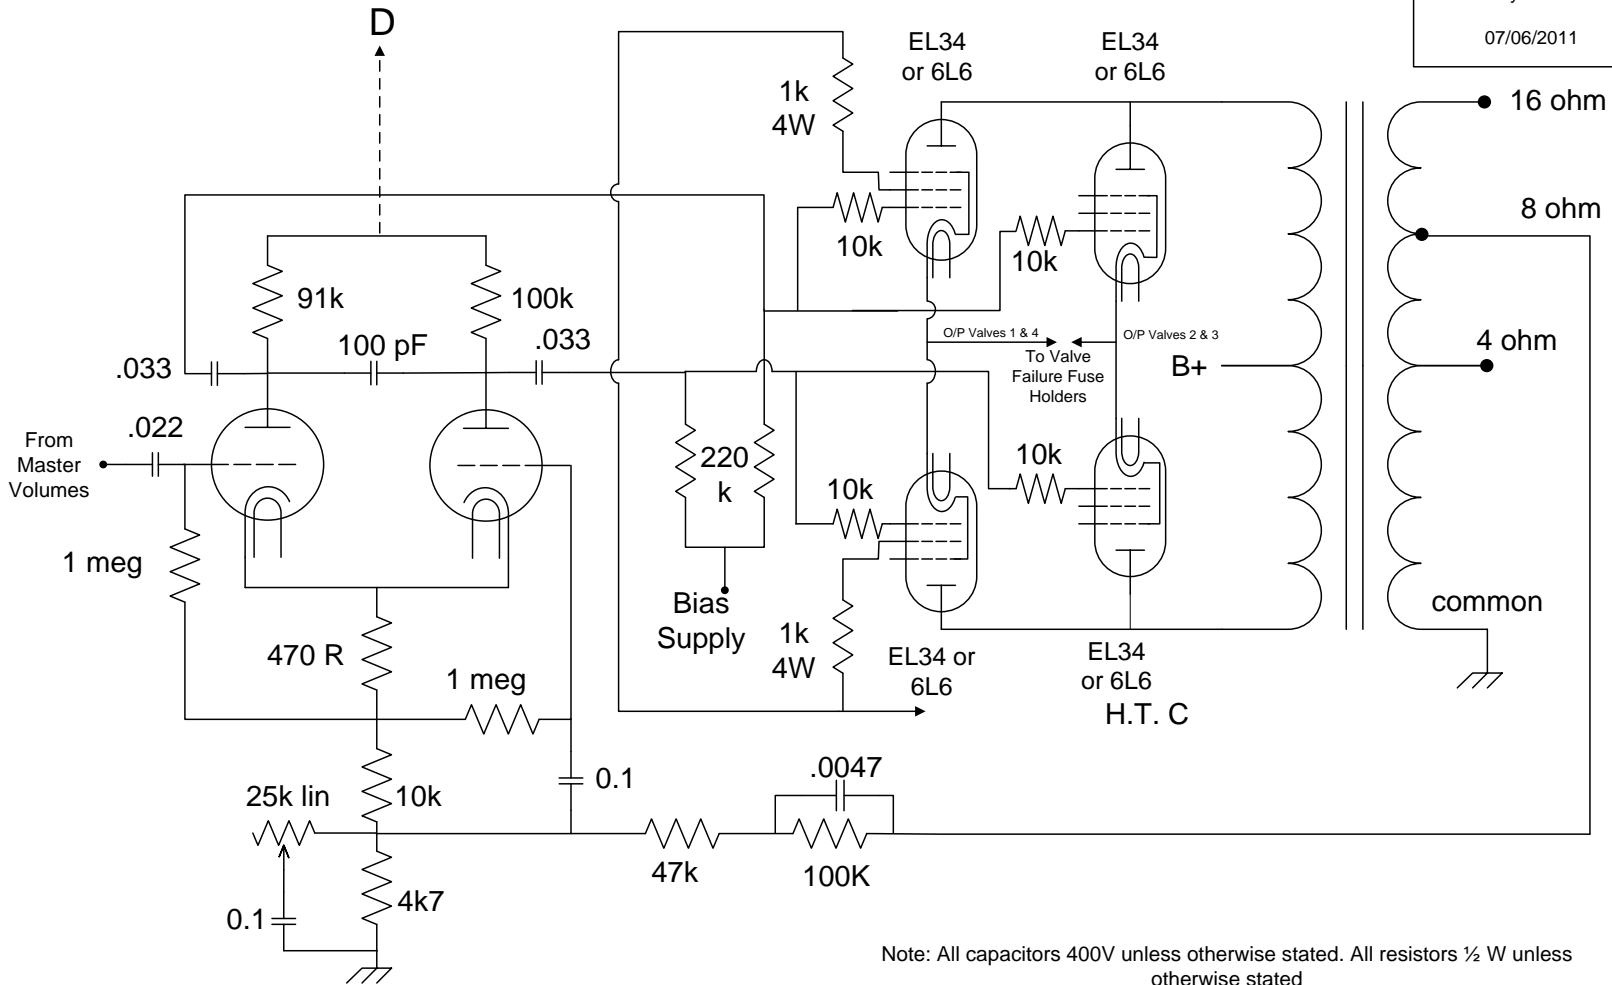 07/06/2011
D
EL34
or 6L6
EL34
or 6L6
1k
4W
16 ohm
8 ohm
10k
10k
91k
100k
100 pF
.033
.033
O/P Valves 1 & 4
O/P Valves 2 & 3
To Valve
Failure Fuse
Holders
B+
4 ohm
From
Master
Volumes
.022
220
k
10k
10k
1 meg
Bias
Supply
1k
4W
EL34 or
6L6
EL34
or 6L6
H.T. C
common
470 R
1 meg
25k lin
10k
0.1
.0047
47k
100K
4k7
0.1
Note: All capacitors 400V unless otherwise stated. All resistors ½ W unless
otherwise stated